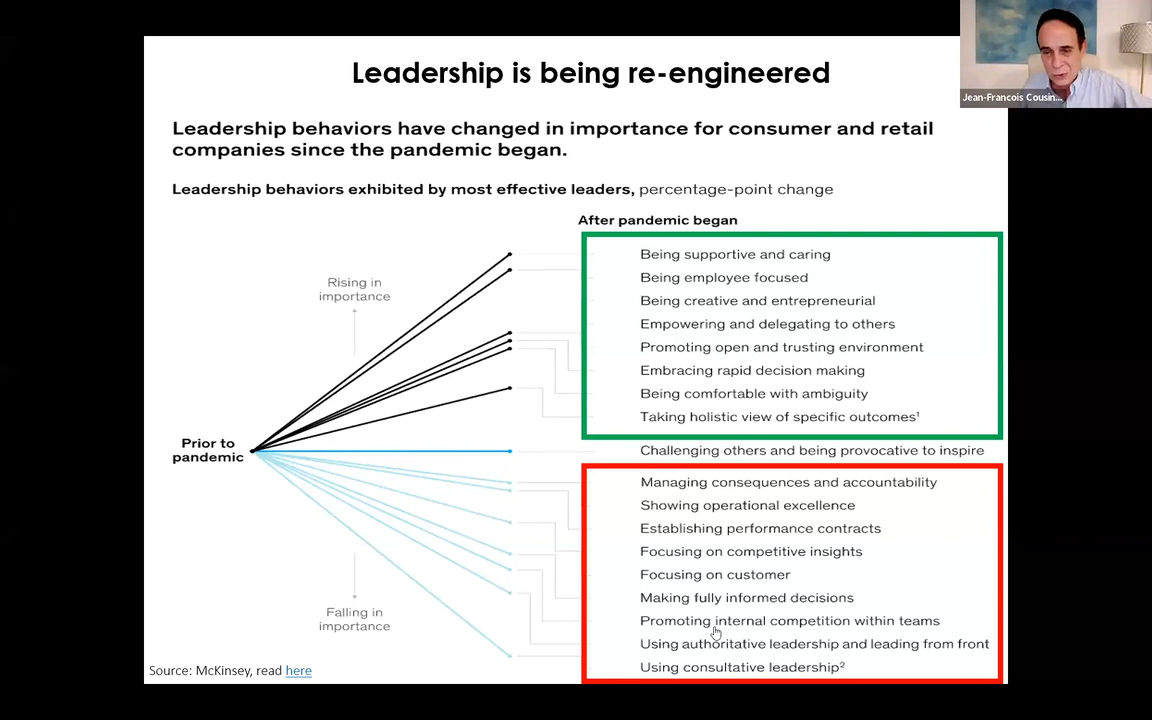 Leadership is being re-engineered
Jean-Francois Cousin...
Leadership behaviors have changed in importance for consumer and retail
companies since the pandemic began.
Leadership behaviors exhibited by most effective leaders, percentage-point change
After pandemic began
Rising in
importance
Being supportive and caring
Being employee focused
Being creative and entrepreneurial
Empowering and delegating to others
Promoting open and trusting environment
Embracing rapid decision making
Being comfortable with ambiguity
Taking holistic view of specific outcomes¹
Prior to
pandemic
Challenging others and being provocative to inspire
Managing consequences and accountability
Showing operational excellence
Establishing performance contracts
Focusing on competitive insights
Focusing on customer
Making fully informed decisions
Promoting internal competition within teams
Using authoritative leadership and leading from front
Using consultative leadership²
Falling in
importance
Source: McKinsey, read here